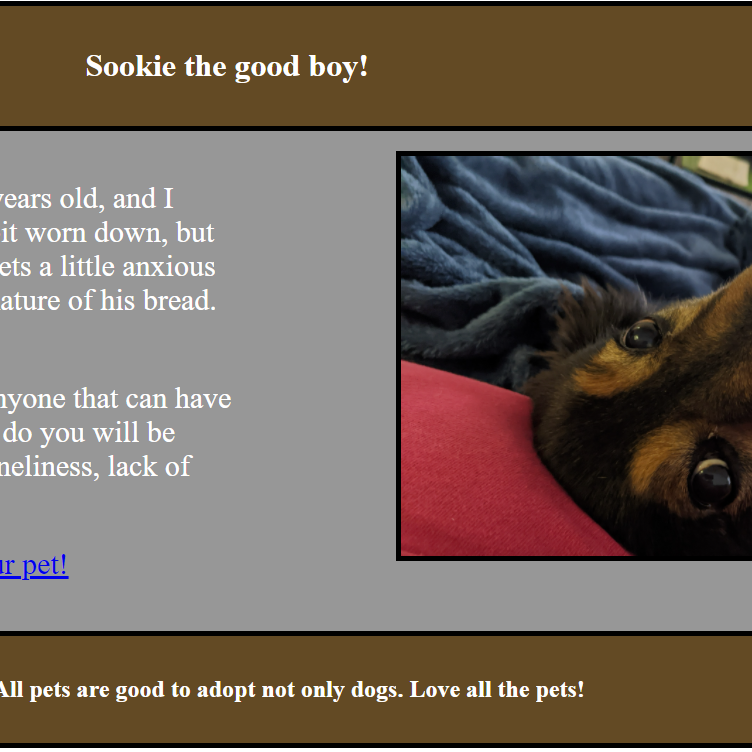 Sookie the good boy!
years old, and I
it worn down, but
ets a little anxious
ature of his bread.
nyone that can have
do you will be
neliness, lack of
ur pet!
All pets are good to adopt not only dogs. Love all the pets!